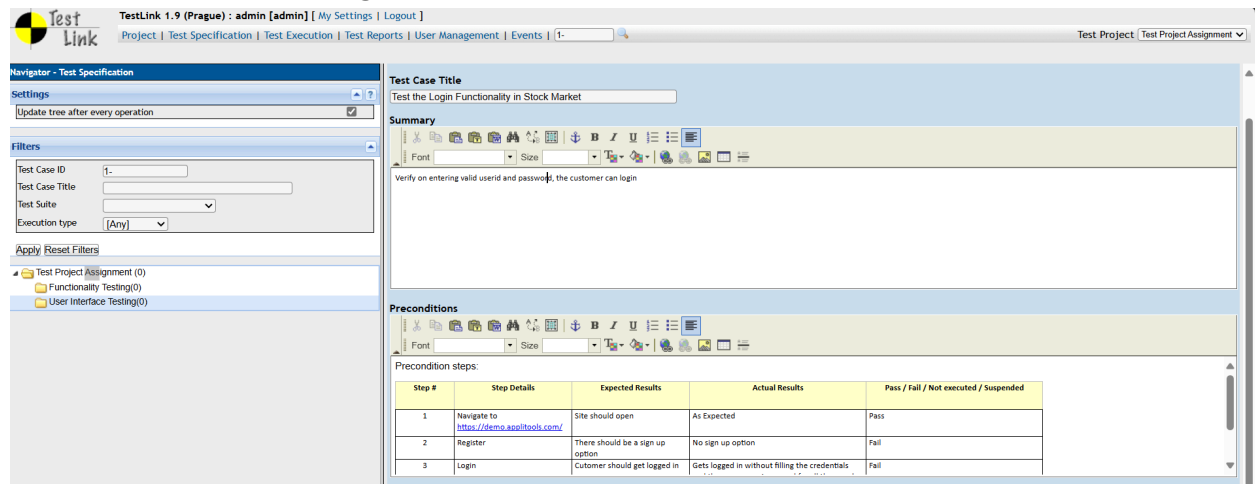 Test Link
TestLink 1.9 (Prague) : admin [admin] [ My Settings | Logout ]
Project | Test Specification | Test Execution | Test Reports | User Management | Events | 1-
Test Project Test Project Assignment
Navigator - Test Specification
Settings
?
Update tree after every operation
Filters
Test Case ID 1-
Test Case Title
Test Suite
Execution type [Any]
Apply Reset Filters
Test Project Assignment (0)
Functionality Testing(0)
User Interface Testing(0)
Test Case Title
Test the Login Functionality in Stock Market
Summary
B I U
Font Size
Verify on entering valid userid and password, the customer can login
Preconditions
B I U
Font Size
Precondition steps:
Step # Step Details Expected Results Actual Results Pass / Fail / Not executed / Suspended
1 Navigate to Site should open As Expected Pass
https://demo.applitools.com/
2 Register There should be a sign up No sign up option Fail
option
3 Login Cutomer should get logged in Gets logged in without filling the credentials Fail